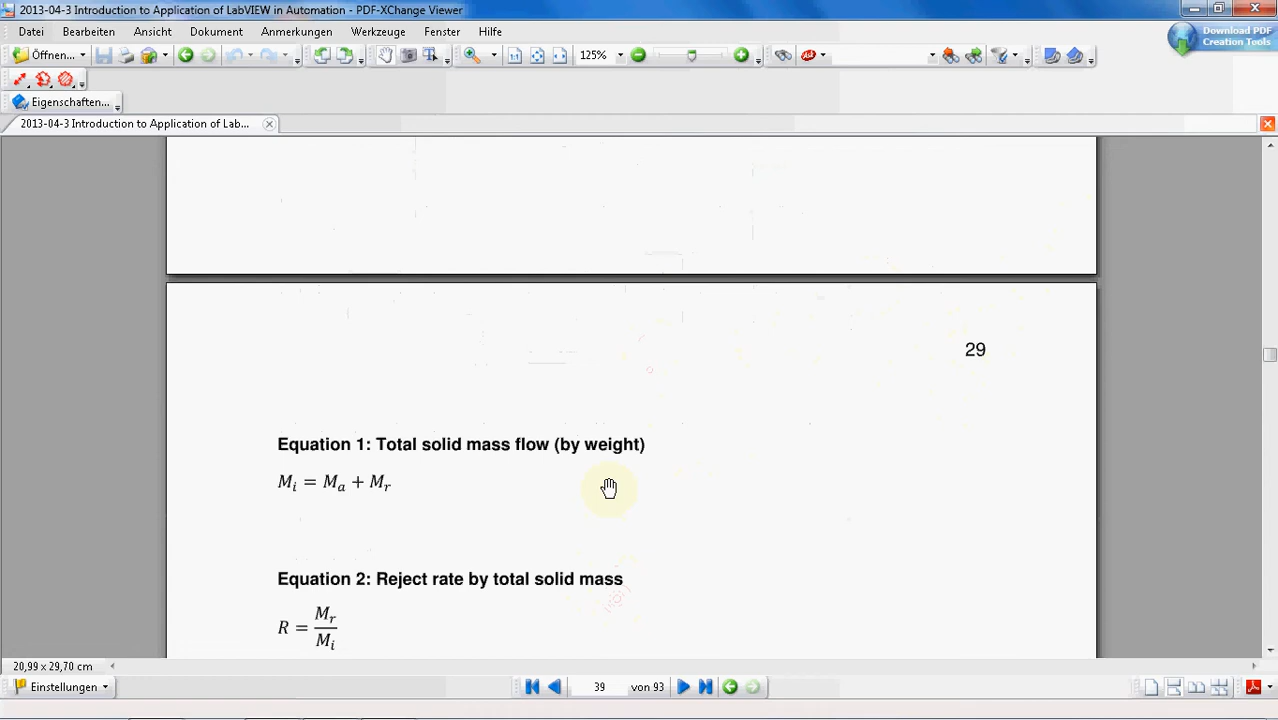 2013-04-3 Introduction to Application of LabVIEW in Automation - PDF-XChange Viewer
Datei Bearbeiten Ansicht Dokument Anmerkungen Werkzeuge Fenster Hilfe
Download PDF
Creation Tools
Öffnen... 125%
Eigenschaften...
2013-04-3 Introduction to Application of Lab...
29
Equation 1: Total solid mass flow (by weight)
Mᵢ = Mₐ + Mᵣ
Equation 2: Reject rate by total solid mass
R = Mᵣ / Mᵢ
20,99 x 29,70 cm
Einstellungen 39 von 93